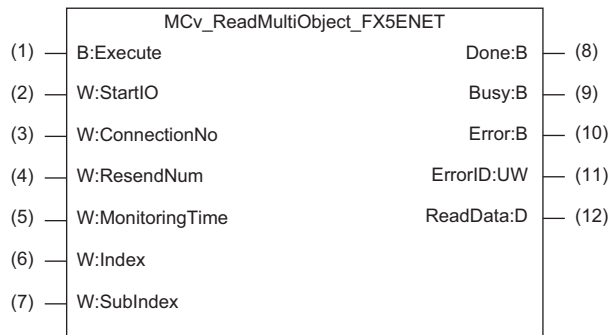 MCv_ReadMultiObject_FX5ENET
(1) B:Execute Done:B (8)
(2) W:StartIO Busy:B (9)
(3) W:ConnectionNo Error:B (10)
(4) W:ResendNum ErrorID:UW (11)
(5) W:MonitoringTime ReadData:D (12)
(6) W:Index
(7) W:SubIndex